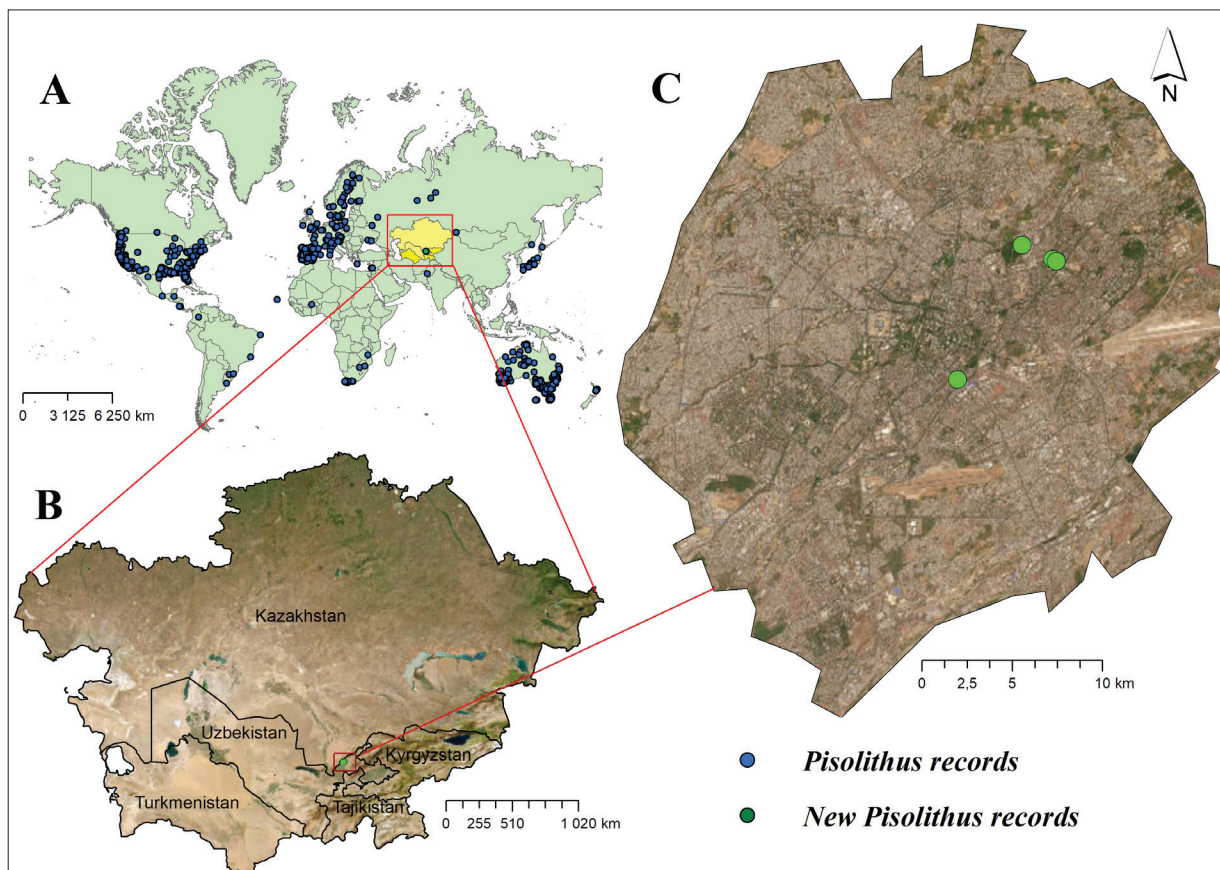 A
0 3 125 6 250 km
B
Kazakhstan
Uzbekistan
Kyrgyzstan
Turkmenistan
Tajikistan
0 255 510 1 020 km
C
N
0 2,5 5 10 km
Pisolithus records
New Pisolithus records